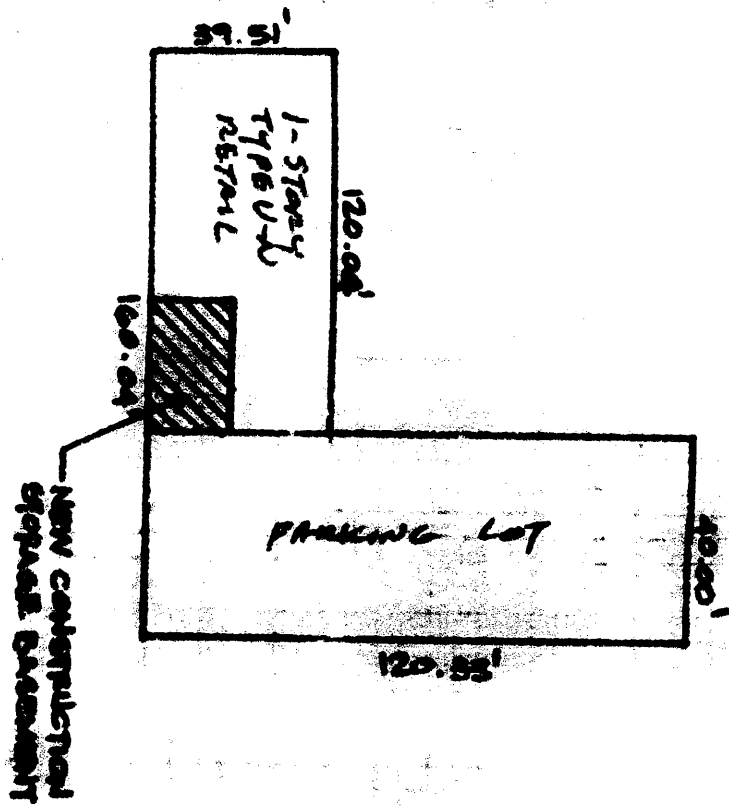 39.51'
1-STORY
TYPE V-N
RETAIL
120.04'
160.04'
PARKING LOT
40.00'
120.33'
NEW CONSTRUCTION
STORAGE BASEMENT